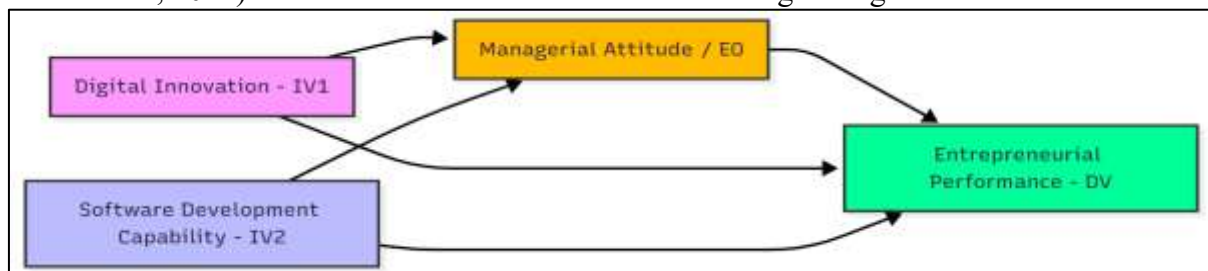 Managerial Attitude / EO
Digital Innovation - IV1
Entrepreneurial
Performance - DV
Software Development
Capability - IV2